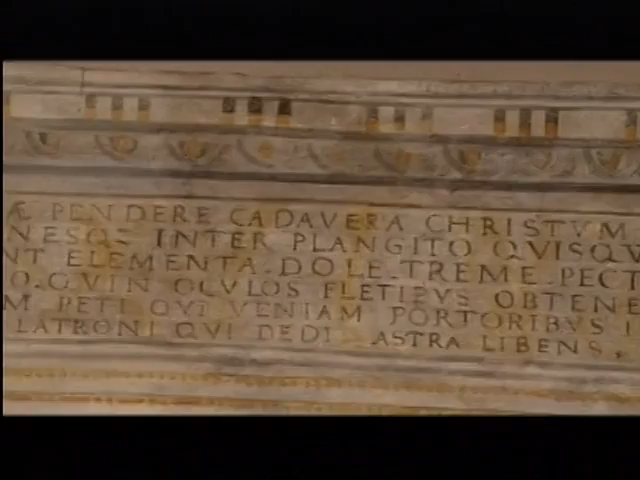 Æ PENDERE CADAVERA CHRISTVM
NESQE INTER PLANGITO QVISQV
NT ELEMENTA DOLE TREME PECT
O QVIN OCVLOS FLETIBVS OBTENE
M PETI QVI VENIAM PORTORIBVS I
LATRONI QVI DEDI ASTRA LIBENS